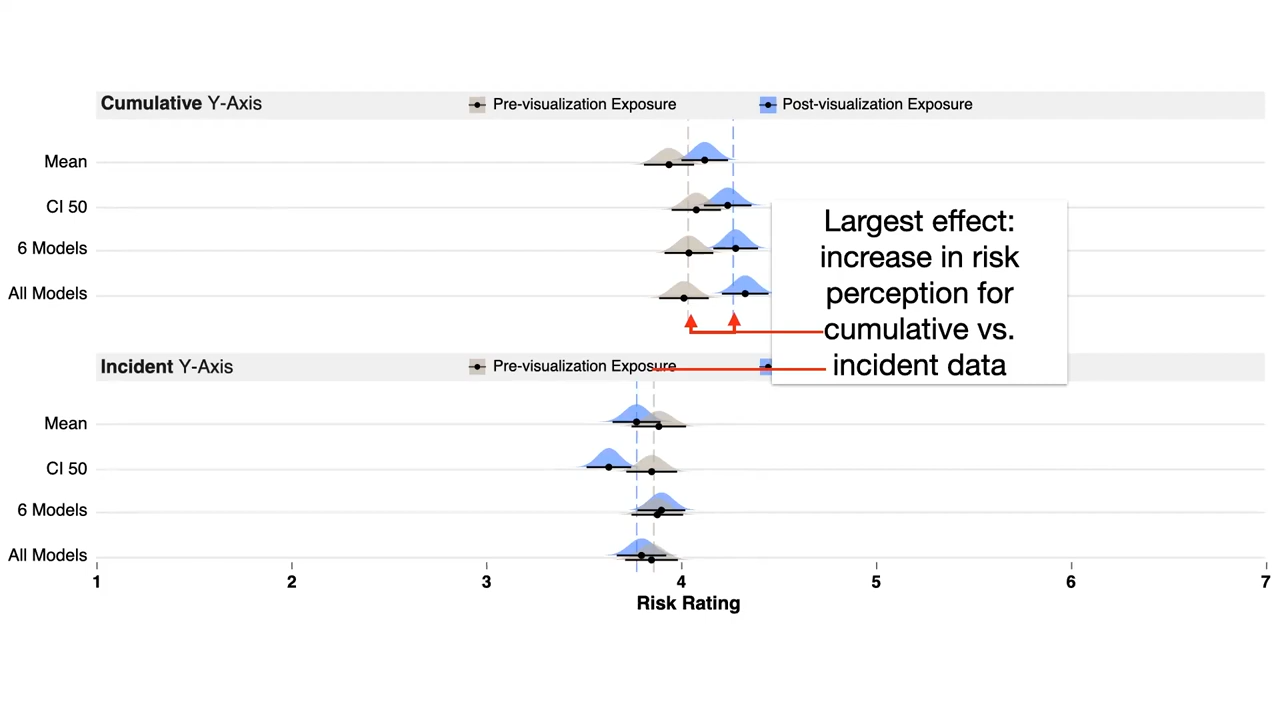 Cumulative Y-Axis
Pre-visualization Exposure
Post-visualization Exposure
Mean
CI 50
6 Models
All Models
Largest effect:
increase in risk
perception for
cumulative vs.
incident data
Incident Y-Axis
Pre-visualization Exposure
Mean
CI 50
6 Models
All Models
1 2 3 4 5 6 7
Risk Rating